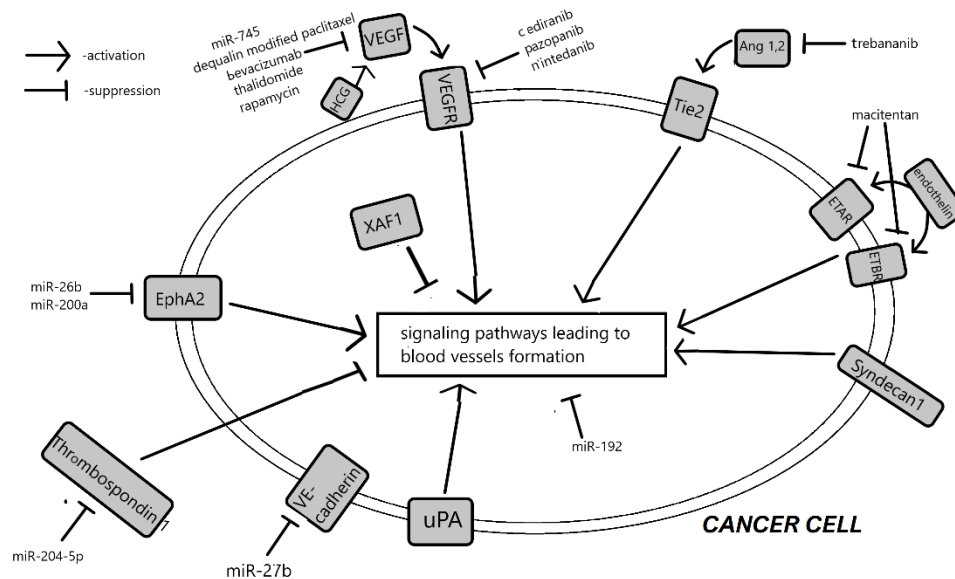 miR-745
dequalin modified paclitaxel
bevacizumab
thalidomide
rapamycin
VEGF
HCG
VEGFR
c ediranib
pazopanib
n'intedanib
Ang 1,2
trebananib
Tie2
-activation
-suppression
macitentan
endothelin
ETAR
ETBR
XAF1
miR-26b
miR-200a
EphA2
signaling pathways leading to
blood vessels formation
Syndecan1
miR-192
Thrombospondin 1
VE-
cadherin
uPA
CANCER CELL
miR-204-5p
miR-27b